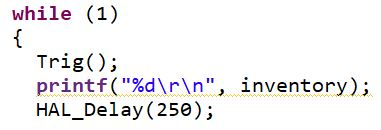 while (1)
{
  Trig();
  printf("%d\r\n", inventory);
  HAL_Delay(250);